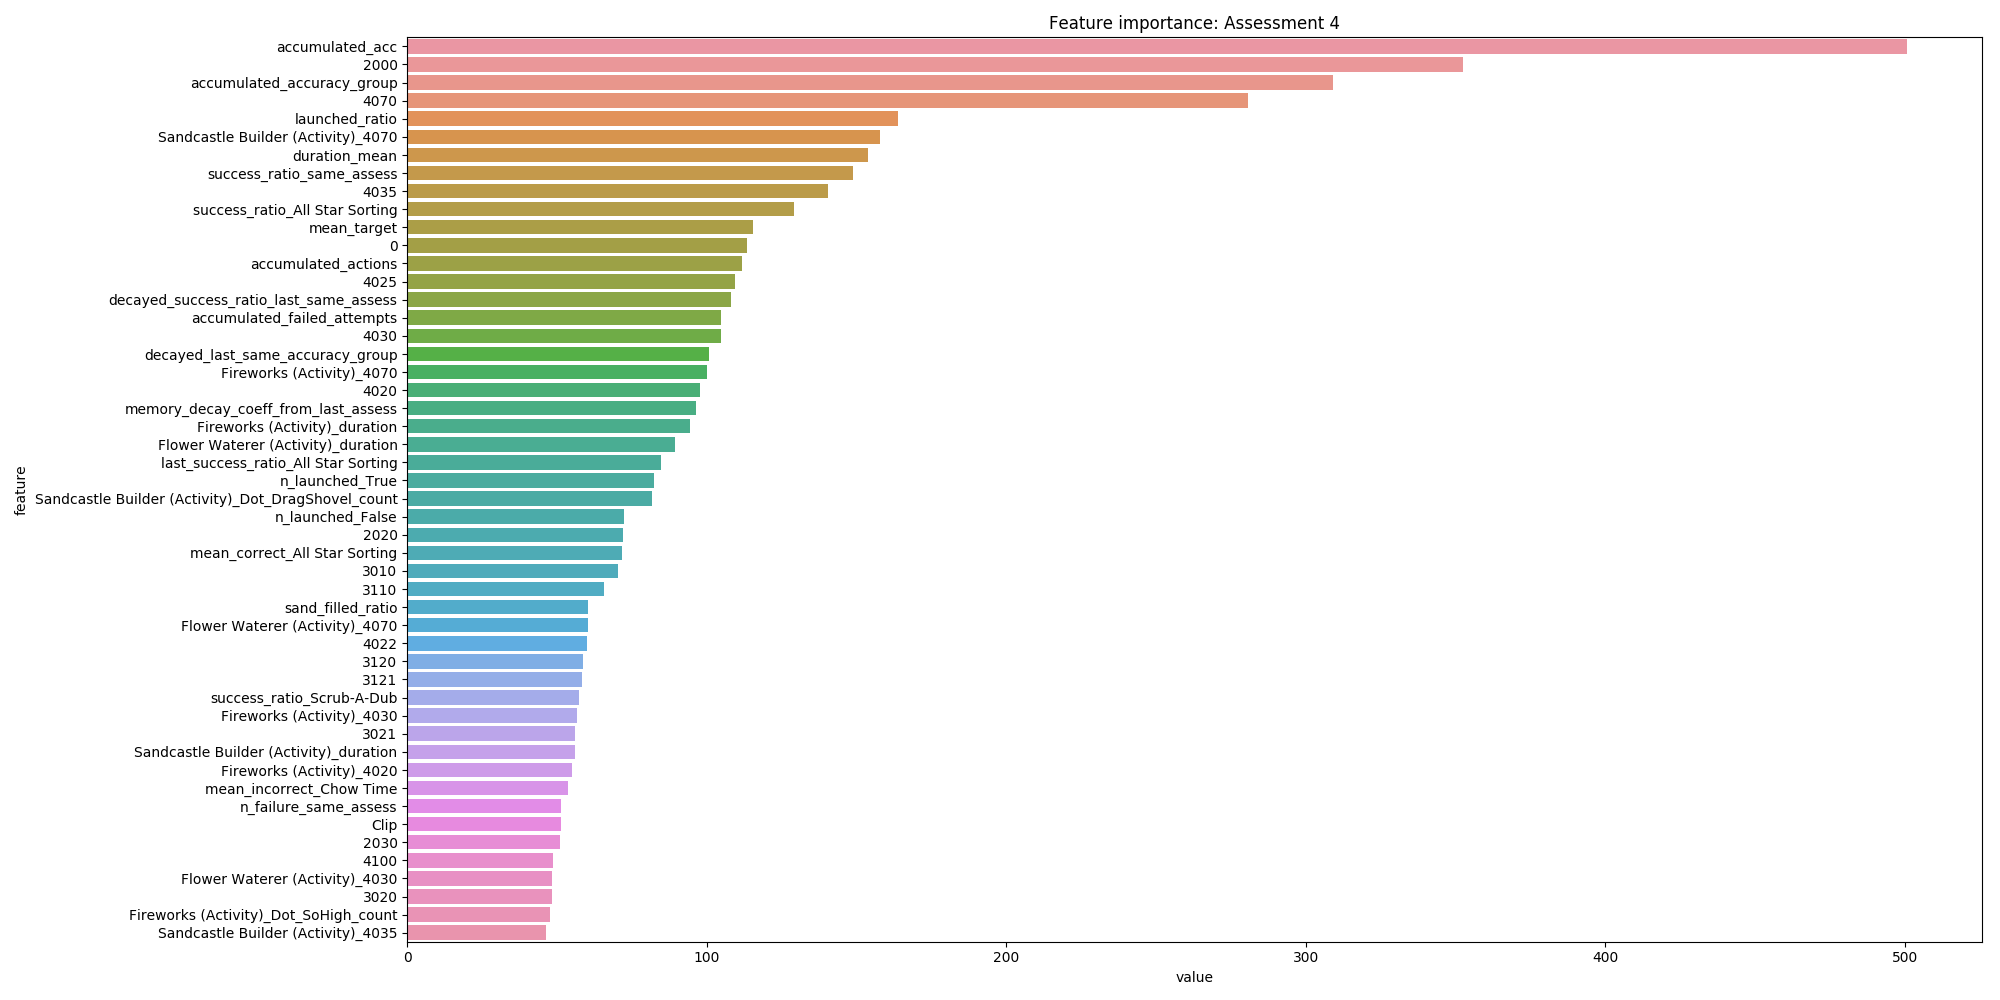 Feature importance: Assessment 4
accumulated_acc
2000
accumulated_accuracy_group
4070
launched_ratio
Sandcastle Builder (Activity)_4070
duration_mean
success_ratio_same_assess
4035
success_ratio_All Star Sorting
mean_target
0
accumulated_actions
4025
decayed_success_ratio_last_same_assess
accumulated_failed_attempts
4030
decayed_last_same_accuracy_group
Fireworks (Activity)_4070
4020
memory_decay_coeff_from_last_assess
Fireworks (Activity)_duration
Flower Waterer (Activity)_duration
last_success_ratio_All Star Sorting
n_launched_True
Sandcastle Builder (Activity)_Dot_DragShovel_count
n_launched_False
2020
mean_correct_All Star Sorting
3010
3110
sand_filled_ratio
Flower Waterer (Activity)_4070
4022
3120
3121
success_ratio_Scrub-A-Dub
Fireworks (Activity)_4030
3021
Sandcastle Builder (Activity)_duration
Fireworks (Activity)_4020
mean_incorrect_Chow Time
n_failure_same_assess
Clip
2030
4100
Flower Waterer (Activity)_4030
3020
Fireworks (Activity)_Dot_SoHigh_count
Sandcastle Builder (Activity)_4035
feature
0 100 200 300 400 500
value